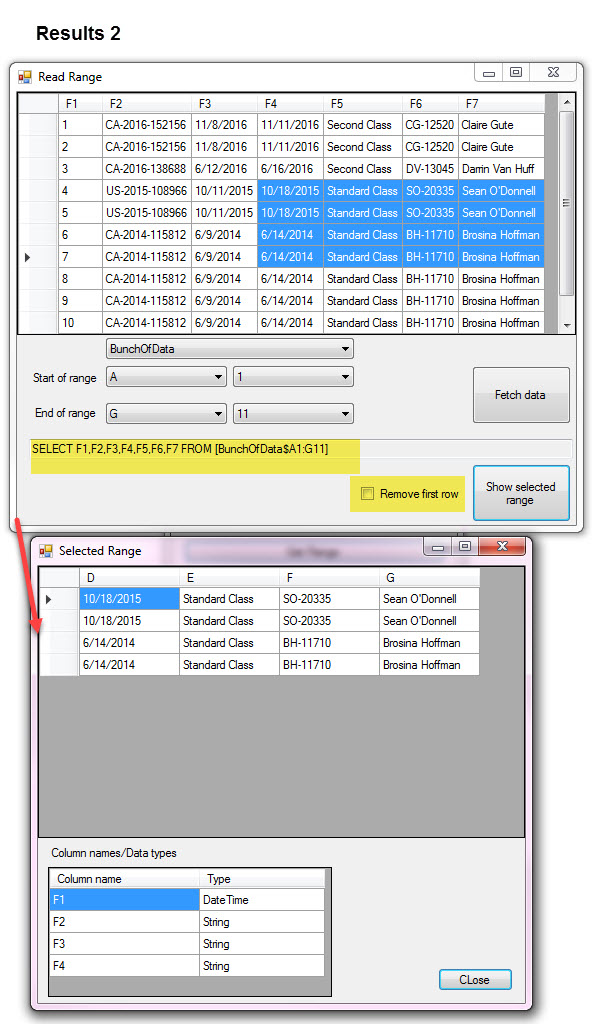 Results 2
Read Range
F1 F2 F3 F4 F5 F6 F7
1 CA-2016-152156 11/8/2016 11/11/2016 Second Class CG-12520 Claire Gute
2 CA-2016-152156 11/8/2016 11/11/2016 Second Class CG-12520 Claire Gute
3 CA-2016-138688 6/12/2016 6/16/2016 Second Class DV-13045 Darrin Van Huff
4 US-2015-108966 10/11/2015 10/18/2015 Standard Class SO-20335 Sean O'Donnell
5 US-2015-108966 10/11/2015 10/18/2015 Standard Class SO-20335 Sean O'Donnell
6 CA-2014-115812 6/9/2014 6/14/2014 Standard Class BH-11710 Brosina Hoffman
7 CA-2014-115812 6/9/2014 6/14/2014 Standard Class BH-11710 Brosina Hoffman
8 CA-2014-115812 6/9/2014 6/14/2014 Standard Class BH-11710 Brosina Hoffman
9 CA-2014-115812 6/9/2014 6/14/2014 Standard Class BH-11710 Brosina Hoffman
10 CA-2014-115812 6/9/2014 6/14/2014 Standard Class BH-11710 Brosina Hoffman
BunchOfData
Start of range A 1
Fetch data
End of range G 11
SELECT F1,F2,F3,F4,F5,F6,F7 FROM [BunchOfData$A1:G11]
Remove first row
Show selected
range
Selected Range
D E F G
10/18/2015 Standard Class SO-20335 Sean O'Donnell
10/18/2015 Standard Class SO-20335 Sean O'Donnell
6/14/2014 Standard Class BH-11710 Brosina Hoffman
6/14/2014 Standard Class BH-11710 Brosina Hoffman
Column names/Data types
Column name Type
F1 DateTime
F2 String
F3 String
F4 String
CLose